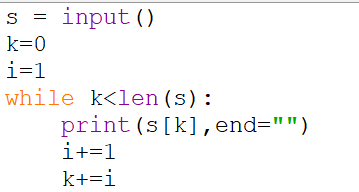 s = input()
k=0
i=1
while k<len(s):
    print(s[k],end="")
    i+=1
    k+=i